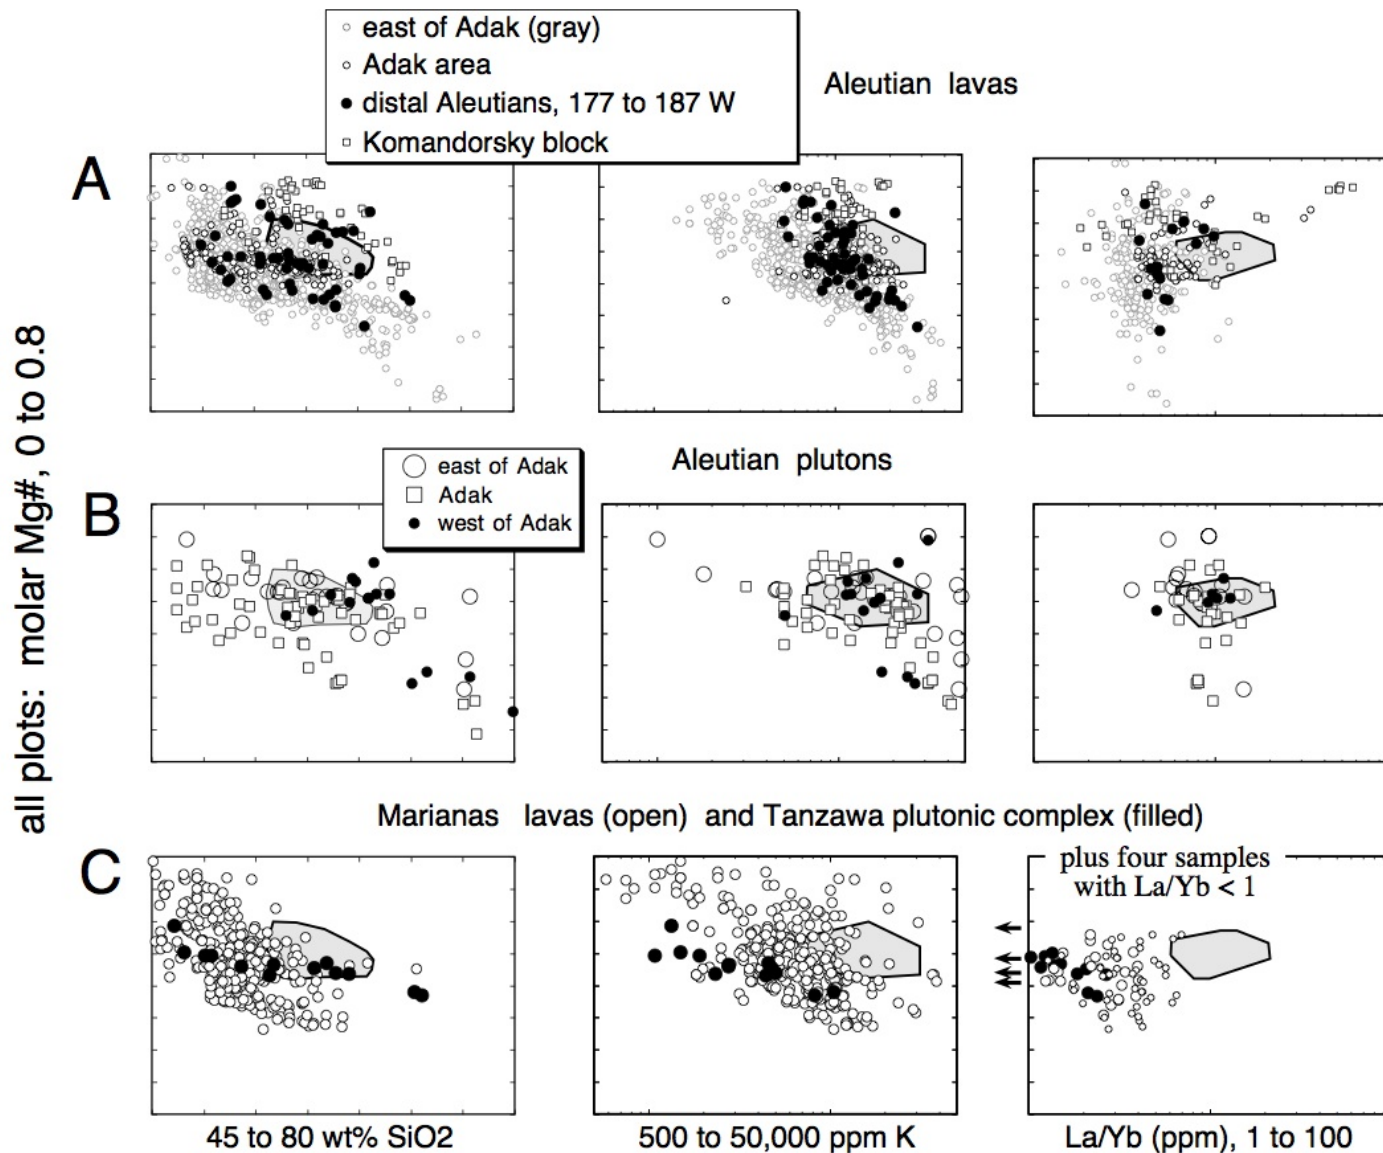 east of Adak (gray)
Adak area
distal Aleutians, 177 to 187 W
Komandorsky block
Aleutian lavas
A
all plots: molar Mg#, 0 to 0.8
east of Adak
Adak
west of Adak
Aleutian plutons
B
Marianas lavas (open) and Tanzawa plutonic complex (filled)
C
plus four samples
with La/Yb < 1
45 to 80 wt% SiO2
500 to 50,000 ppm K
La/Yb (ppm), 1 to 100